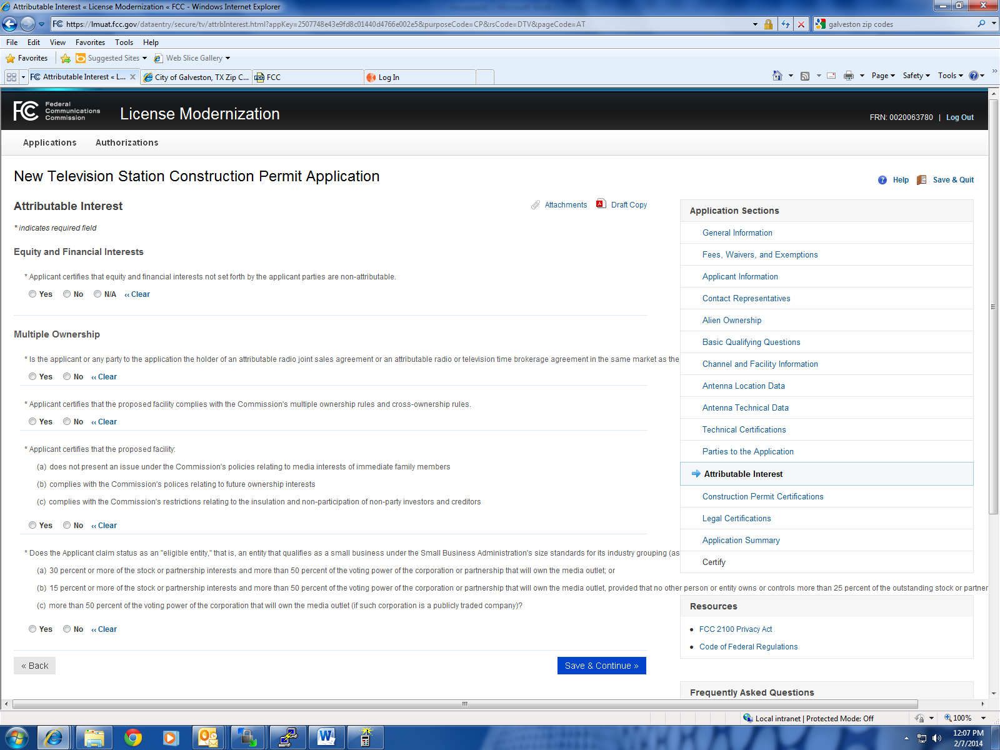 Attributable Interest « License Modernization « FCC - Windows Internet Explorer
https://lmuat.fcc.gov/dataentry/secure/tv/attrbInterest.html?appKey=2507748e43e9fd8c01440d4766e002e5&purposeCode=CP&rsCode=DTV&pageCode=AT
galveston zip codes
File Edit View Favorites Tools Help
Favorites Suggested Sites Web Slice Gallery
Attributable Interest « L... City of Galveston, TX Zip C... FCC Log In Page Safety Tools
FCC Federal Communications Commission
License Modernization
FRN: 0020063780 | Log Out
Applications Authorizations
New Television Station Construction Permit Application
Help Save & Quit
Attributable Interest
Attachments Draft Copy
* indicates required field
Equity and Financial Interests
* Applicant certifies that equity and financial interests not set forth by the applicant parties are non-attributable.
Yes No N/A ‹‹ Clear
Multiple Ownership
* Is the applicant or any party to the application the holder of an attributable radio joint sales agreement or an attributable radio or television time brokerage agreement in the same market as the
Yes No ‹‹ Clear
* Applicant certifies that the proposed facility complies with the Commission's multiple ownership rules and cross-ownership rules.
Yes No ‹‹ Clear
* Applicant certifies that the proposed facility:
(a) does not present an issue under the Commission's policies relating to media interests of immediate family members
(b) complies with the Commission's polices relating to future ownership interests
(c) complies with the Commission's restrictions relating to the insulation and non-participation of non-party investors and creditors
Yes No ‹‹ Clear
* Does the Applicant claim status as an "eligible entity," that is, an entity that qualifies as a small business under the Small Business Administration's size standards for its industry grouping (as
(a) 30 percent or more of the stock or partnership interests and more than 50 percent of the voting power of the corporation or partnership that will own the media outlet; or
(b) 15 percent or more of the stock or partnership interests and more than 50 percent of the voting power of the corporation or partnership that will own the media outlet, provided that no other person or entity owns or controls more than 25 percent of the outstanding stock or partner
(c) more than 50 percent of the voting power of the corporation that will own the media outlet (if such corporation is a publicly traded company)?
Yes No ‹‹ Clear
« Back Save & Continue »
Application Sections
General Information
Fees, Waivers, and Exemptions
Applicant Information
Contact Representatives
Alien Ownership
Basic Qualifying Questions
Channel and Facility Information
Antenna Location Data
Antenna Technical Data
Technical Certifications
Parties to the Application
Attributable Interest
Construction Permit Certifications
Legal Certifications
Application Summary
Certify
Resources
• FCC 2100 Privacy Act
• Code of Federal Regulations
Frequently Asked Questions
Local intranet | Protected Mode: Off 100%
12:07 PM
2/7/2014